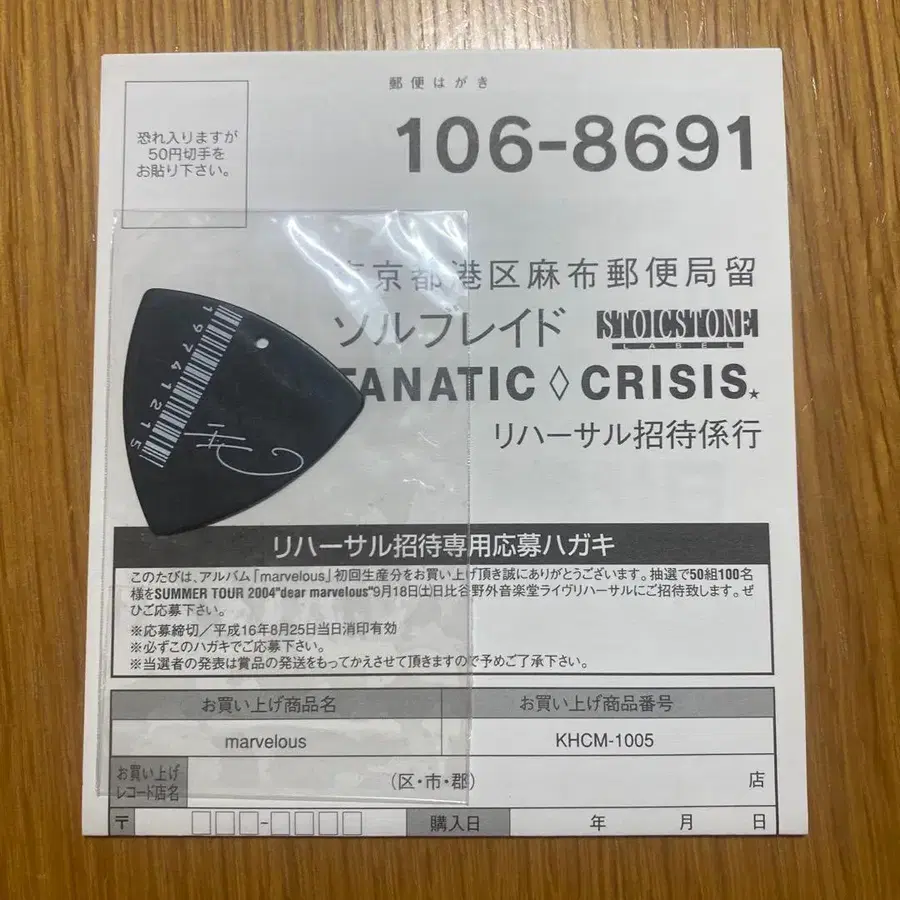 郵便はがき
恐れ入りますが
50円切手を
お貼り下さい。
106-8691
東京都港区麻布郵便局留
ソルフレイド STOICSTONE
LABEL
FANATIC◇CRISIS★
リハーサル招待係行
19741215
リハーサル招待専用応募ハガキ
このたびは、アルバム「marvelous」初回生産分をお買い上げ頂き誠にありがとうございます。抽選で50組100名
様をSUMMER TOUR 2004"dear marvelous"9月18日(土)日比谷野外音楽堂ライヴリハーサルにご招待致します。ぜ
ひご応募下さい。
※応募締切/平成16年8月25日当日消印有効
※必ずこのハガキでご応募下さい。
※当選者の発表は賞品の発送をもってかえさせて頂きますので予めご了承下さい。
お買い上げ商品名 お買い上げ商品番号
marvelous KHCM-1005
お買い上げ
レコード店名 (区・市・郡) 店
〒 - 購入日 年 月 日